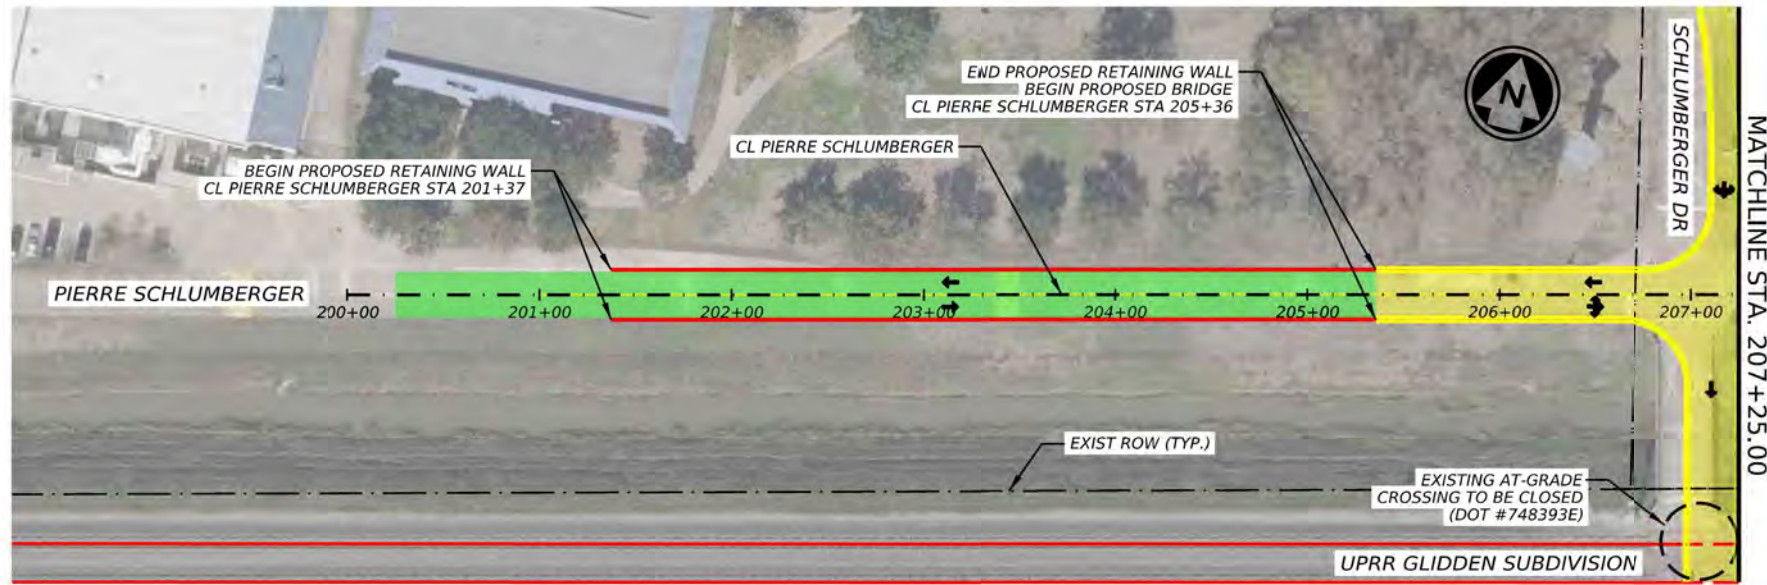 END PROPOSED RETAINING WALL
BEGIN PROPOSED BRIDGE
CL PIERRE SCHLUMBERGER STA 205+36
N
SCHLUMBERGER DR
MATCHLINE STA. 207+25.00
CL PIERRE SCHLUMBERGER
BEGIN PROPOSED RETAINING WALL
CL PIERRE SCHLUMBERGER STA 201+37
PIERRE SCHLUMBERGER
200+00 201+00 202+00 203+00 204+00 205+00 206+00 207+00
EXIST ROW (TYP.)
EXISTING AT-GRADE
CROSSING TO BE CLOSED
(DOT #748393E)
UPRR GLIDDEN SUBDIVISION